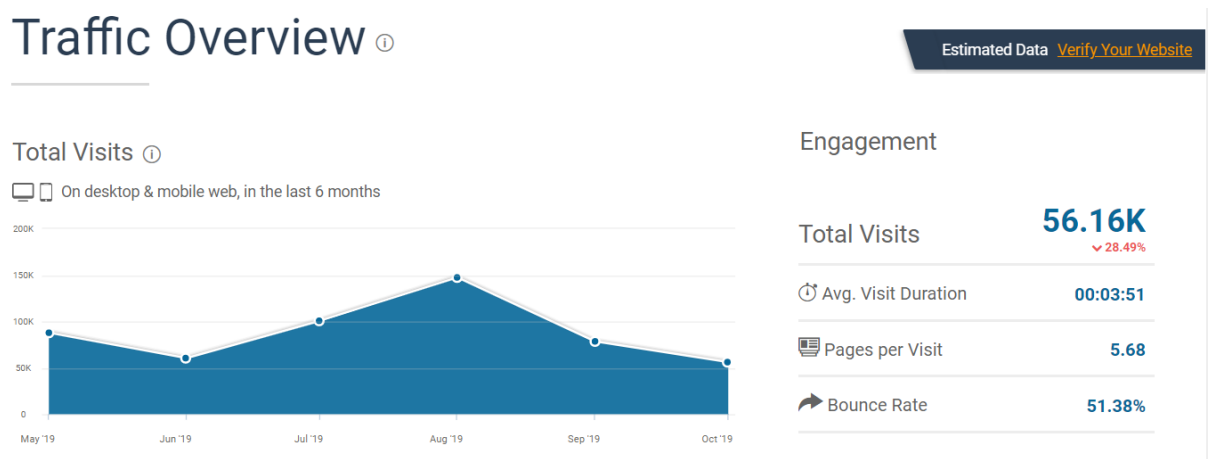 Traffic Overview
Estimated Data Verify Your Website
Total Visits
On desktop & mobile web, in the last 6 months
200K
150K
100K
50K
0
May '19
Jun '19
Jul '19
Aug '19
Sep '19
Oct '19
Engagement
Total Visits
56.16K
28.49%
Avg. Visit Duration
00:03:51
Pages per Visit
5.68
Bounce Rate
51.38%